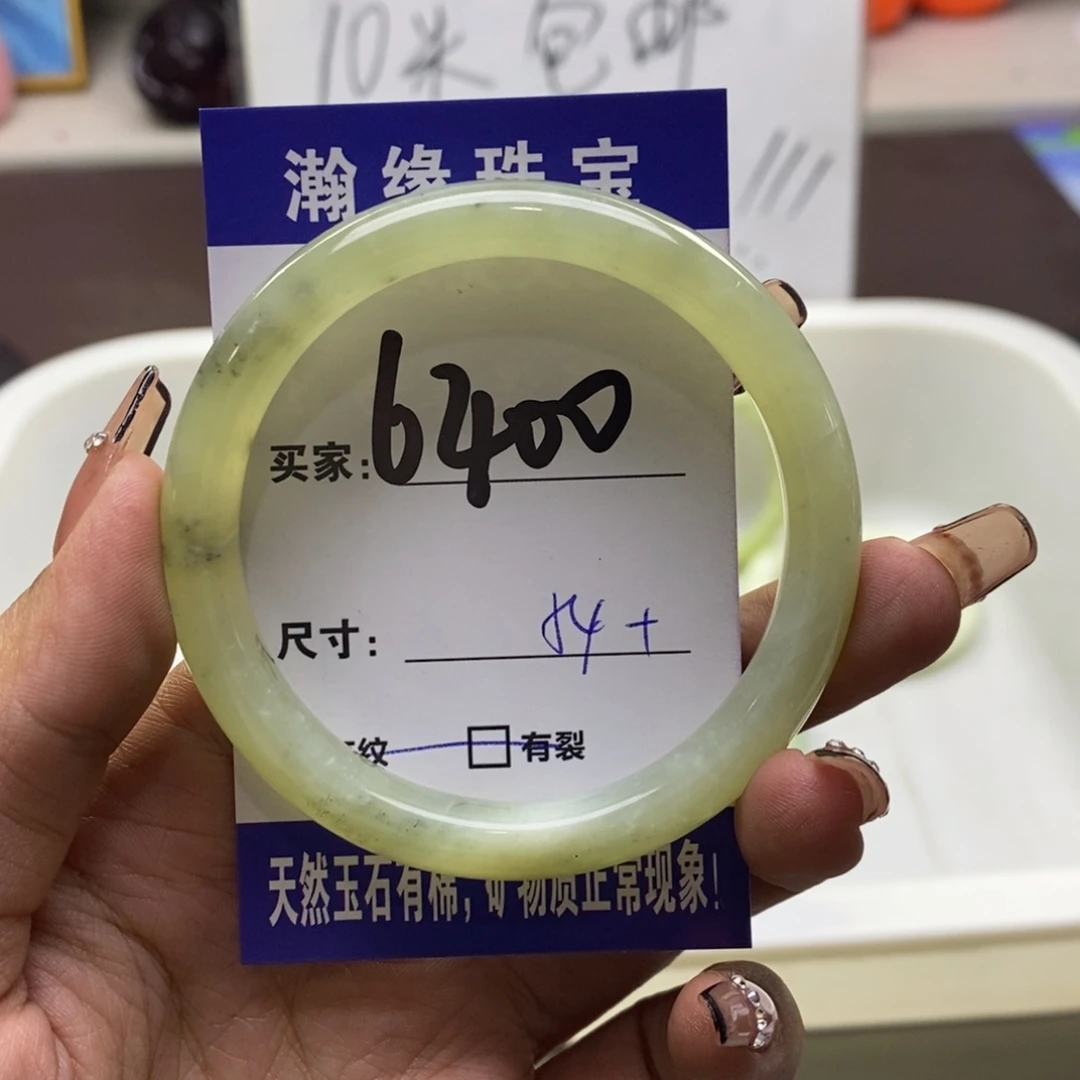 10米包邮
瀚缘珠宝
买家: 6400
尺寸: 54+
纹 □有裂
天然玉石有棉,矿物质正常现象!